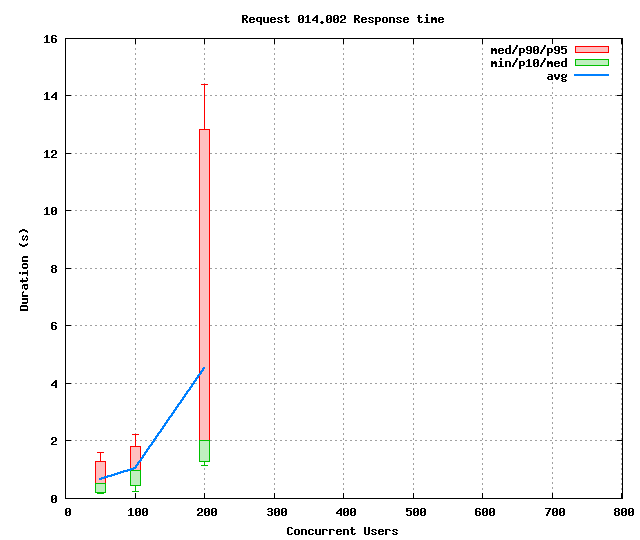 Request 014.002 Response time
med/p90/p95
min/p10/med
avg
16
14
12
10
8
6
4
2
0
Duration (s)
0 100 200 300 400 500 600 700 800
Concurrent Users